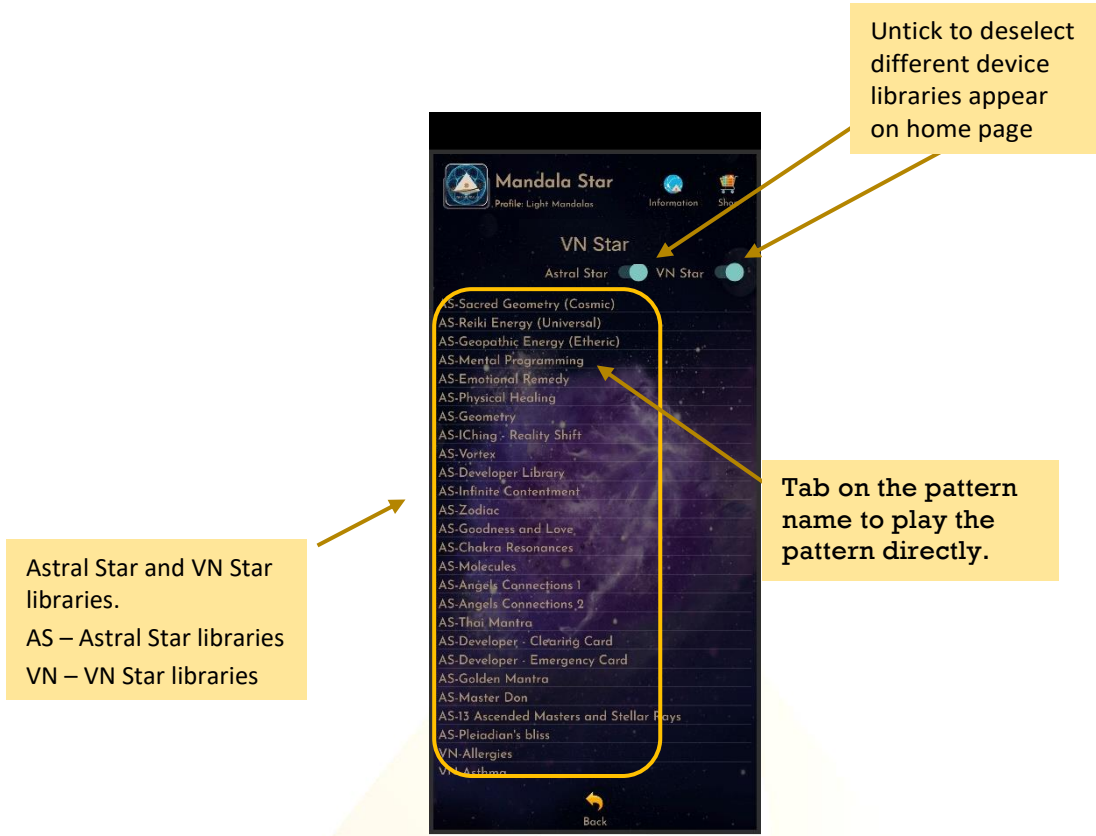 Untick to deselect
different device
libraries appear
on home page
Mandala Star
Profile: Light Mandalas
Information
Shop
VN Star
Astral Star
VN Star
AS-Sacred Geometry (Cosmic)
AS-Reiki Energy (Universal)
AS-Geopathic Energy (Etheric)
AS-Mental Programming
AS-Emotional Remedy
AS-Physical Healing
AS-Geometry
AS-IChing - Reality Shift
AS-Vortex
AS-Developer Library
AS-Infinite Contentment
AS-Zodiac
AS-Goodness and Love
AS-Chakra Resonances
AS-Molecules
AS-Angels Connections 1
AS-Angels Connections 2
AS-Thai Mantra
AS-Developer - Clearing Card
AS-Developer - Emergency Card
AS-Golden Mantra
AS-Master Don
AS-13 Ascended Masters and Stellar Rays
AS-Pleiadian's bliss
VN-Allergies
VN-Asthma
Back
Tab on the pattern
name to play the
pattern directly.
Astral Star and VN Star
libraries.
AS – Astral Star libraries
VN – VN Star libraries